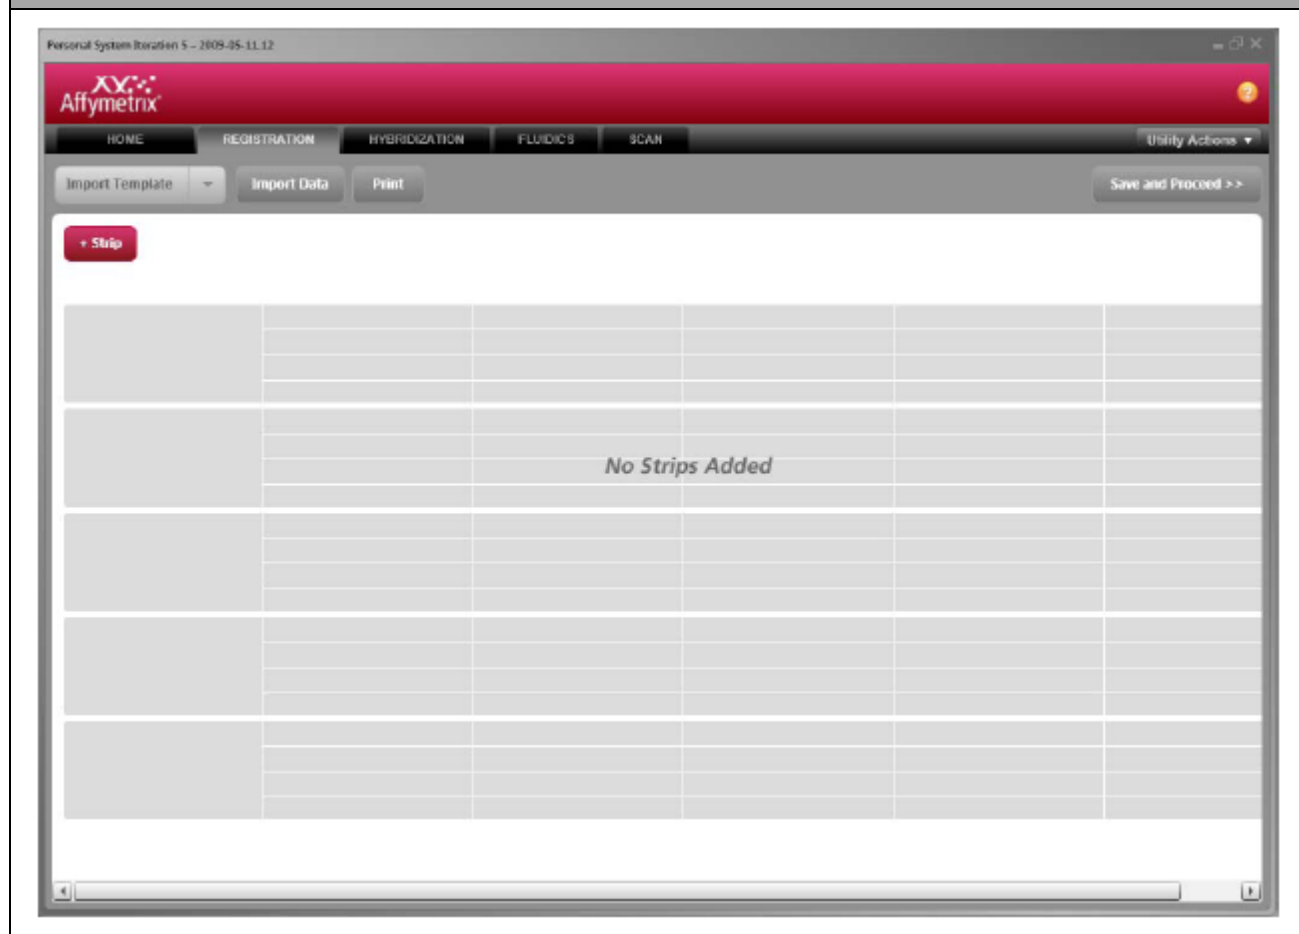 Personal System Iteration 5 – 2009-05-11.12
Affymetrix
HOME REGISTRATION HYBRIDIZATION FLUIDICS SCAN Utility Actions
Import Template Import Data Print Save and Proceed >>
+ Strip
No Strips Added